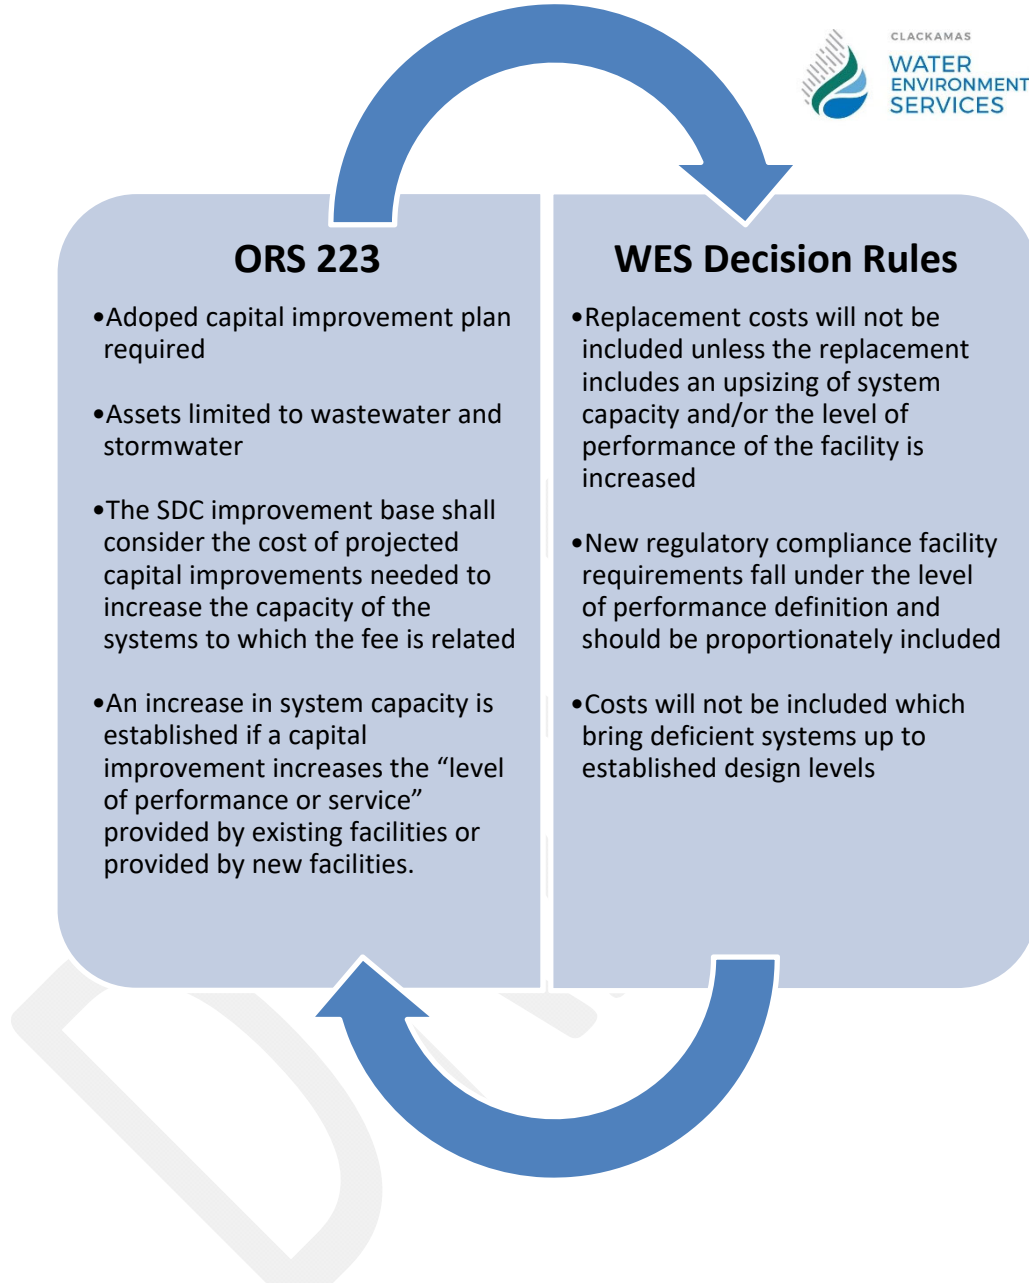 CLACKAMAS
WATER
ENVIRONMENT
SERVICES
ORS 223
•Adoped capital improvement plan
required
•Assets limited to wastewater and
stormwater
•The SDC improvement base shall
consider the cost of projected
capital improvements needed to
increase the capacity of the
systems to which the fee is related
•An increase in system capacity is
established if a capital
improvement increases the “level
of performance or service”
provided by existing facilities or
provided by new facilities.
WES Decision Rules
•Replacement costs will not be
included unless the replacement
includes an upsizing of system
capacity and/or the level of
performance of the facility is
increased
•New regulatory compliance facility
requirements fall under the level
of performance definition and
should be proportionately included
•Costs will not be included which
bring deficient systems up to
established design levels